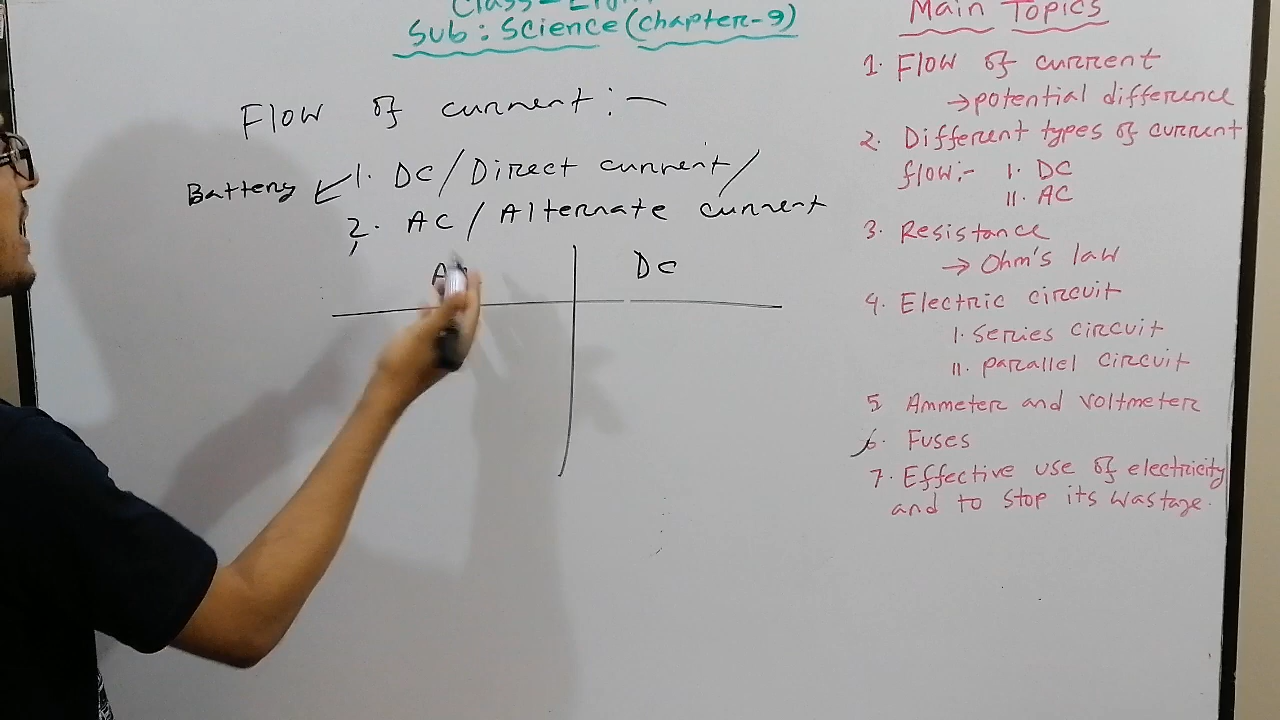 Sub: Science (chapter-9)
Flow of current:-
Battery
1. DC/Direct current/
2. AC/Alternate current
DC
Main Topics
1. Flow of current
→potential difference
2. Different types of current
flow:- I. DC
II. AC
3. Resistance
→ Ohm's law
4. Electric circuit
I. series circuit
II. parallel circuit
5 Ammeter and voltmeter
6. Fuses
7. Effective use of electricity
and to stop its wastage.